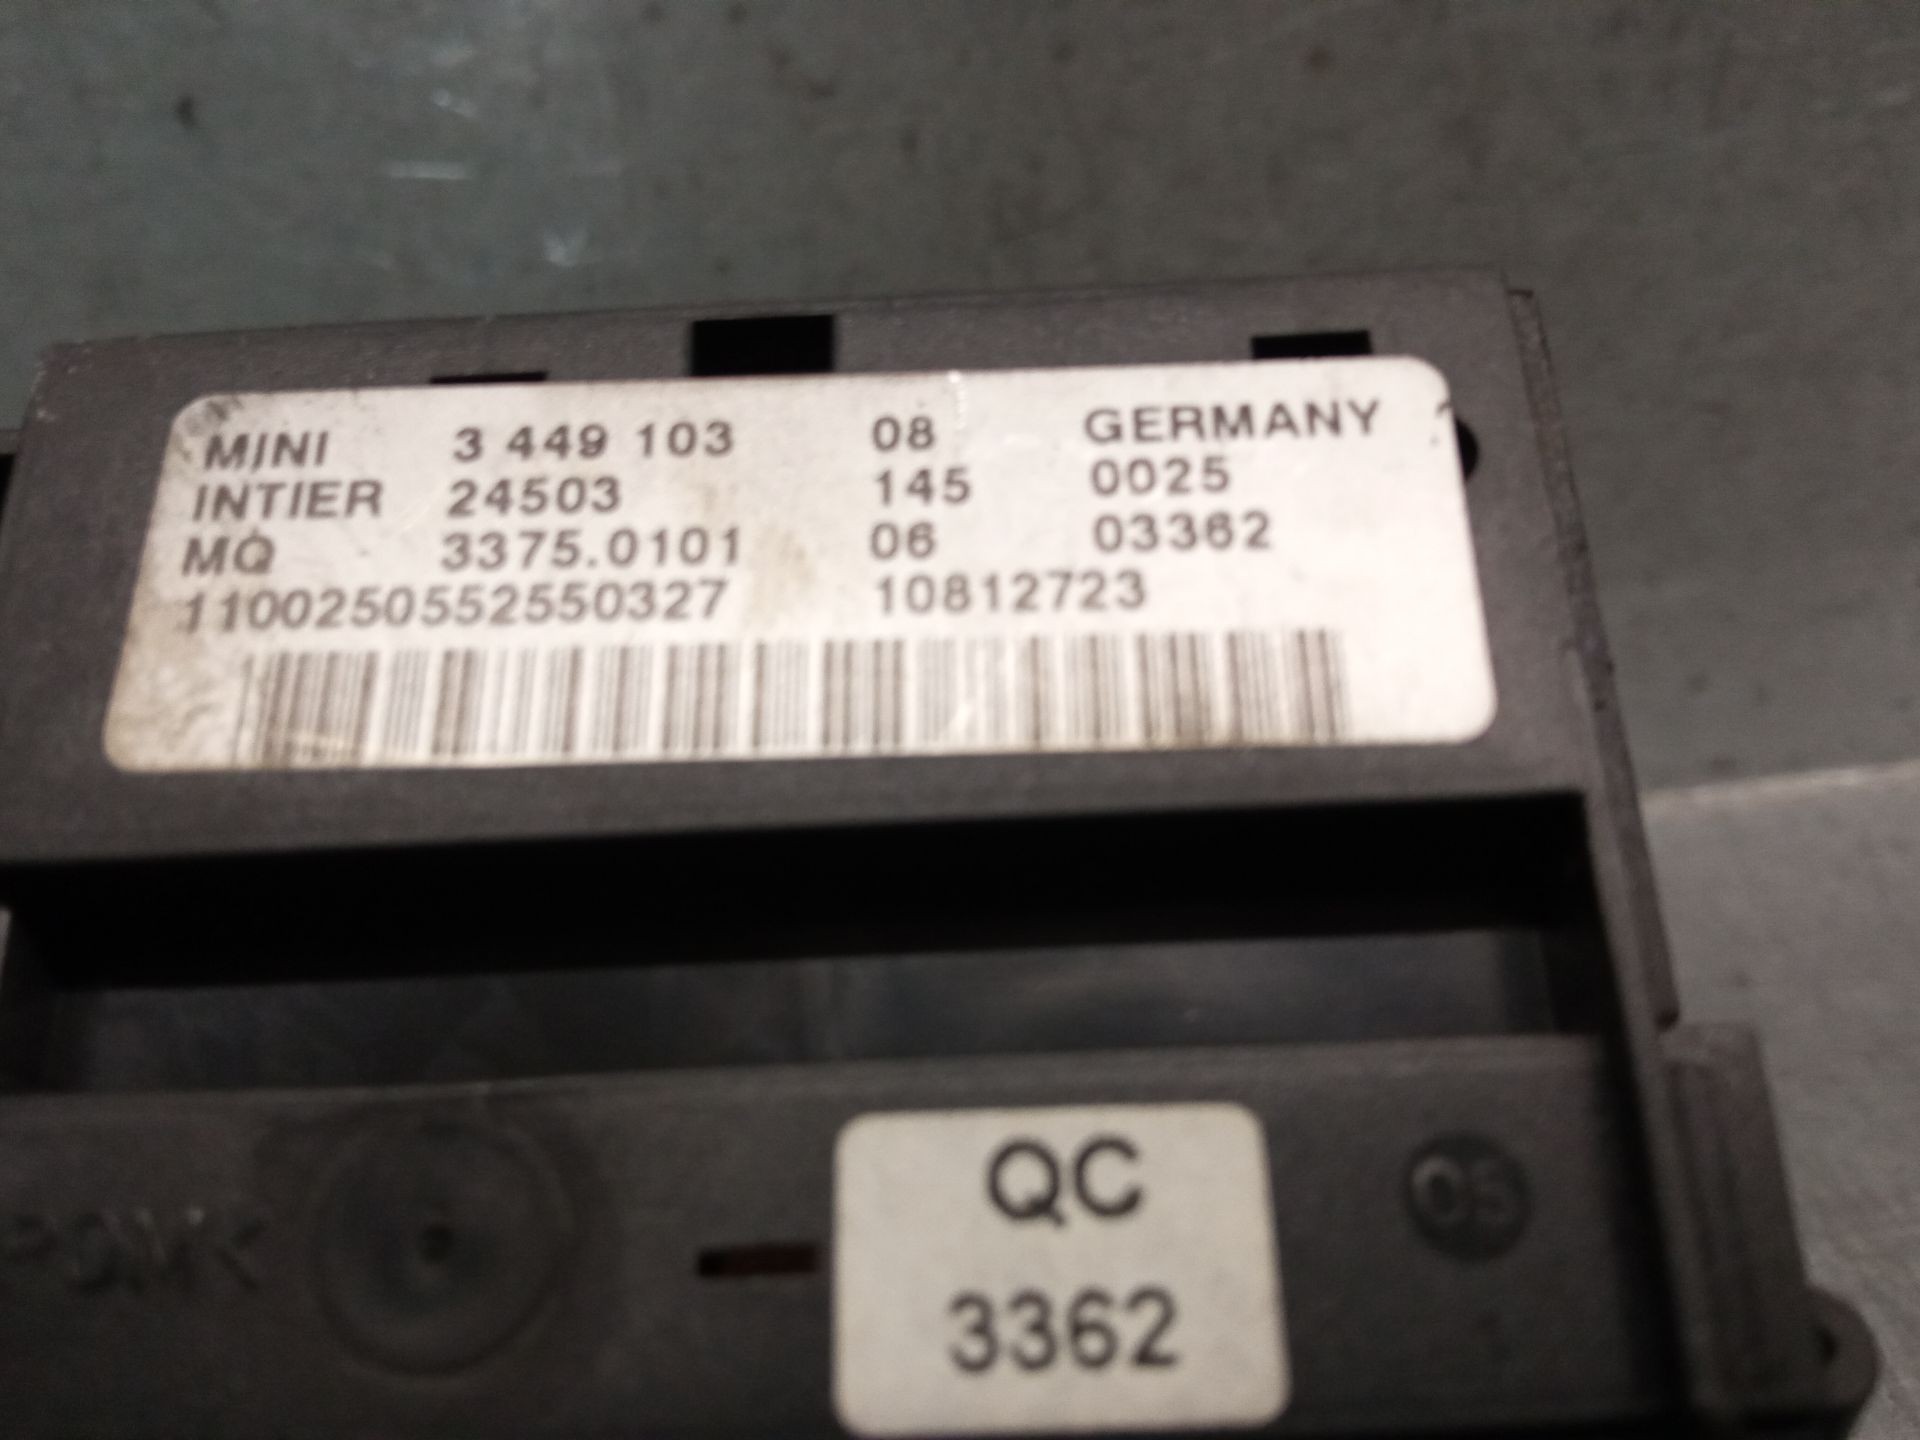 MINI 3 449 103 08 GERMANY
INTIER 24503 145 0025
MQ 3375.0101 06 03362
1100250552550327 10812723
QC
3362
05